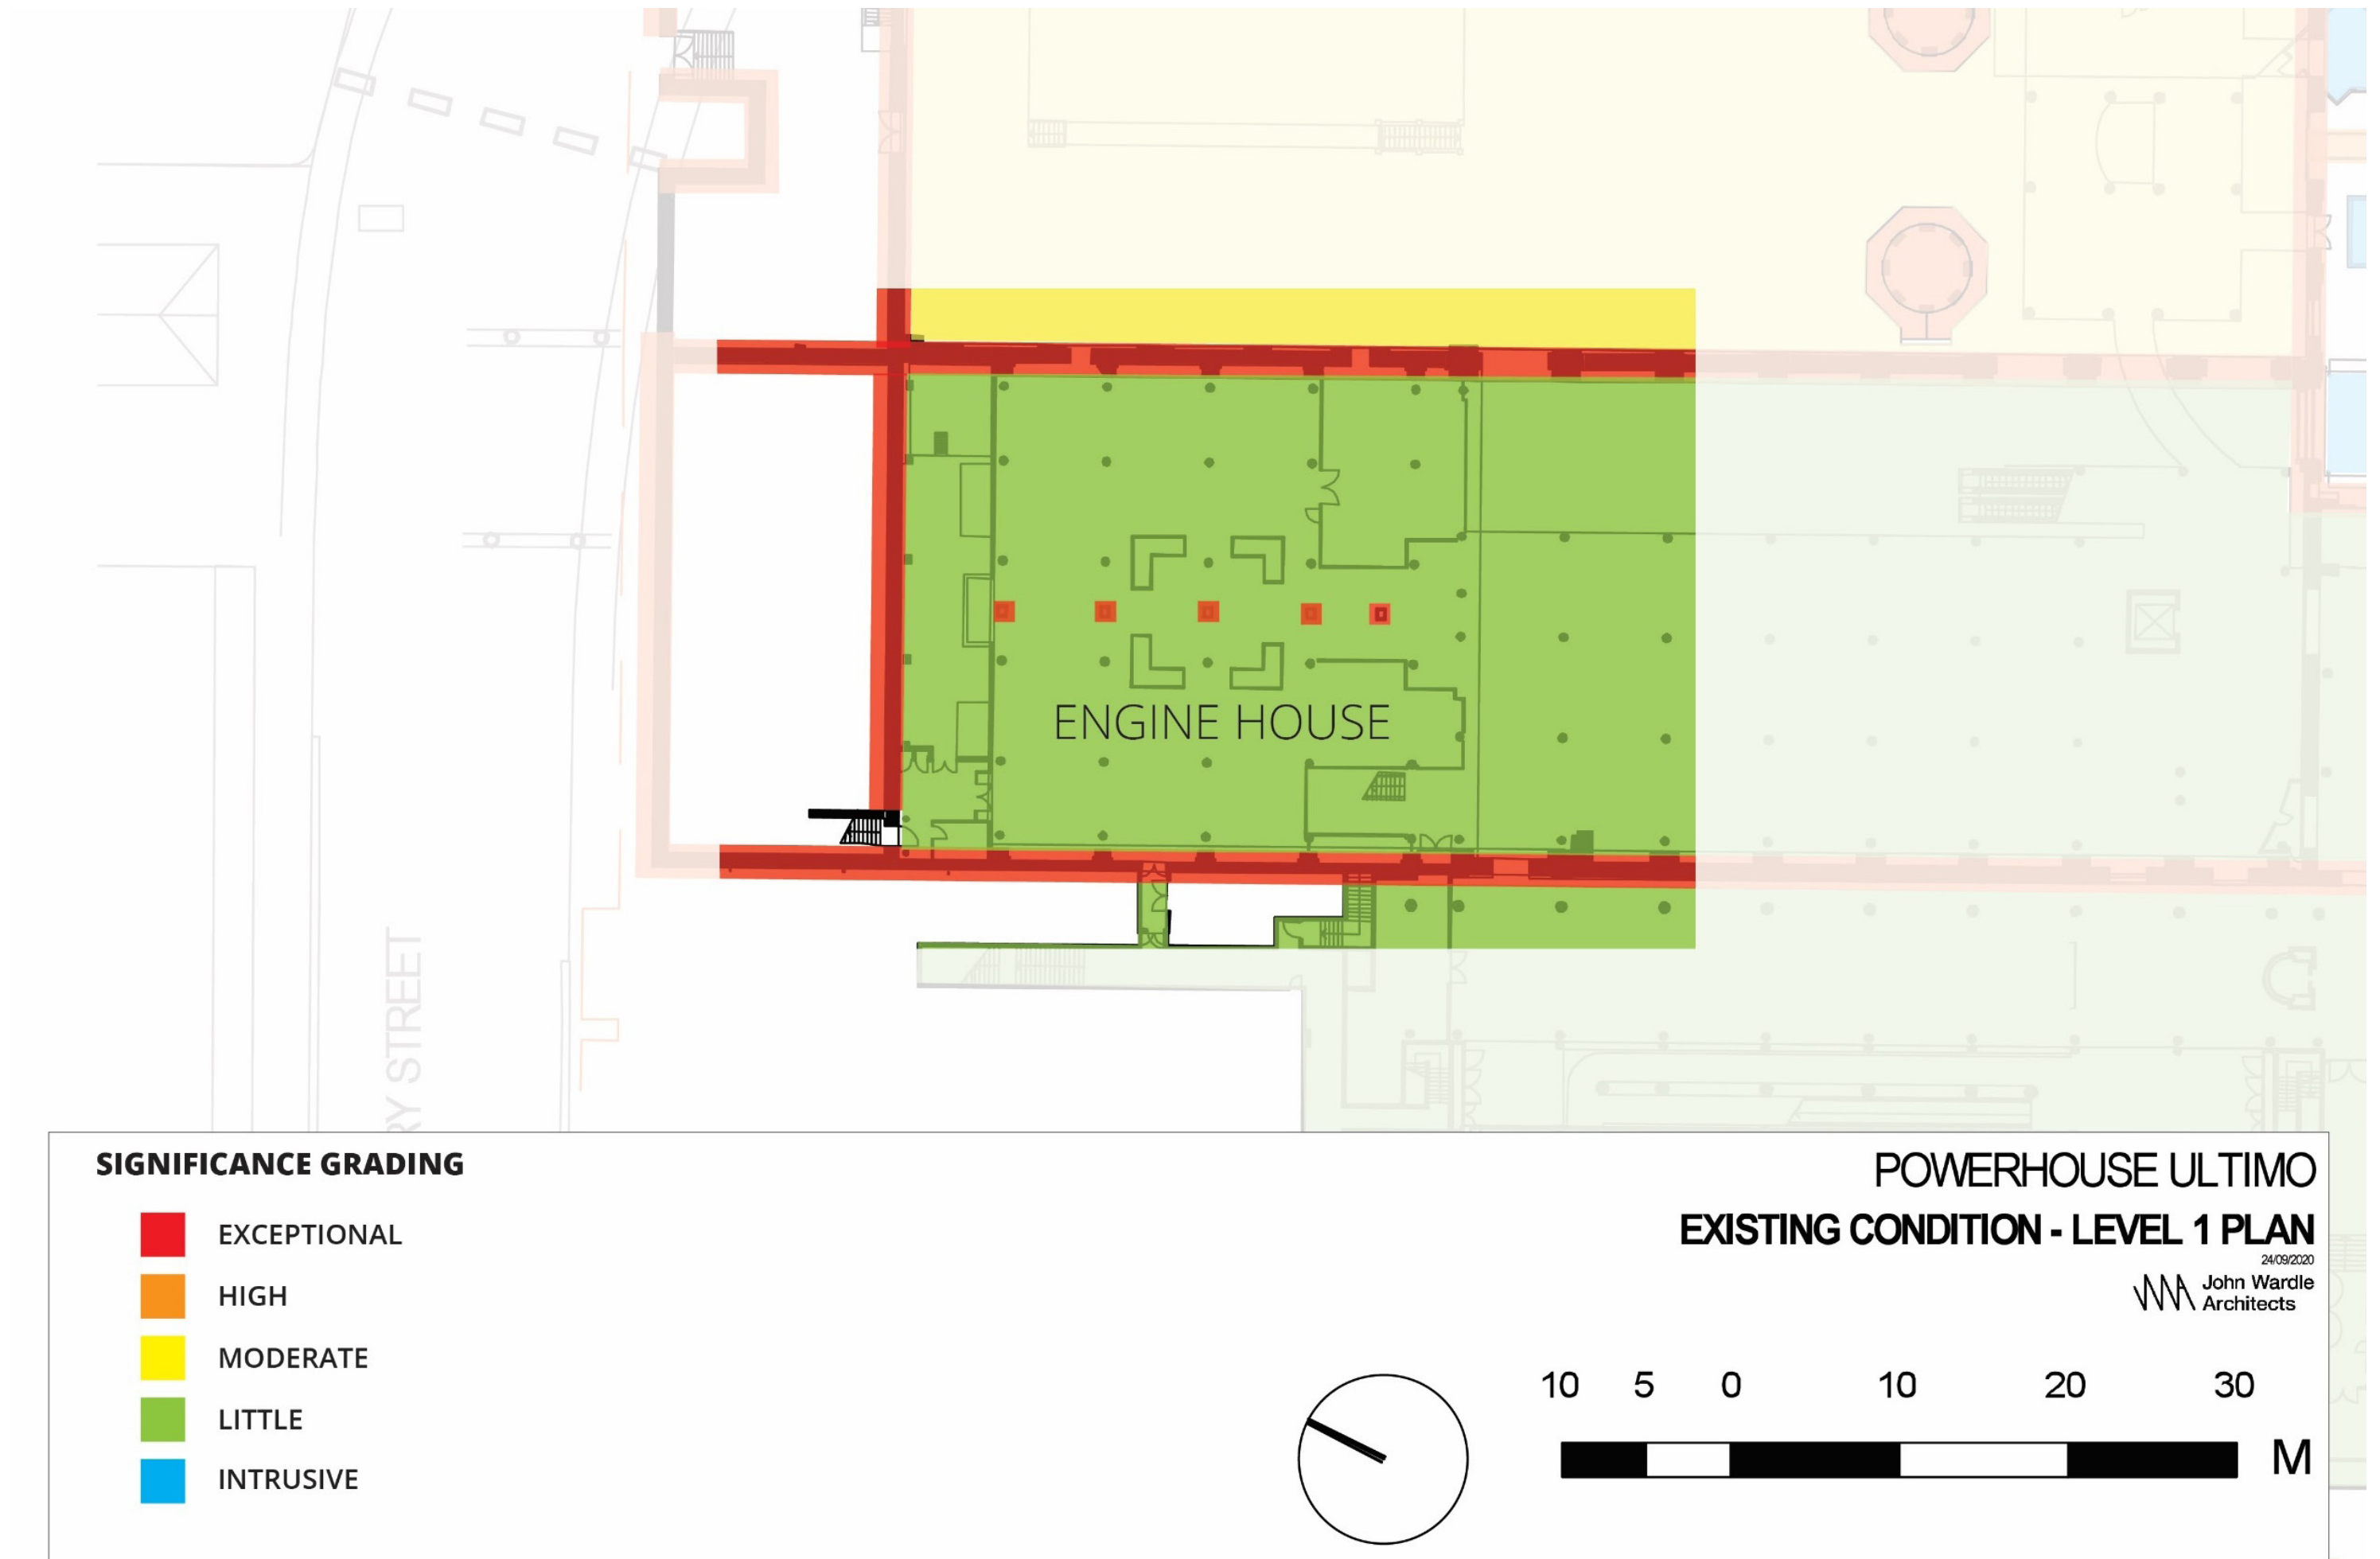 ENGINE HOUSE
RY STREET
SIGNIFICANCE GRADING
EXCEPTIONAL
HIGH
MODERATE
LITTLE
INTRUSIVE
POWERHOUSE ULTIMO
EXISTING CONDITION - LEVEL 1 PLAN
24/09/2020
John Wardle
Architects
10 5 0 10 20 30
M